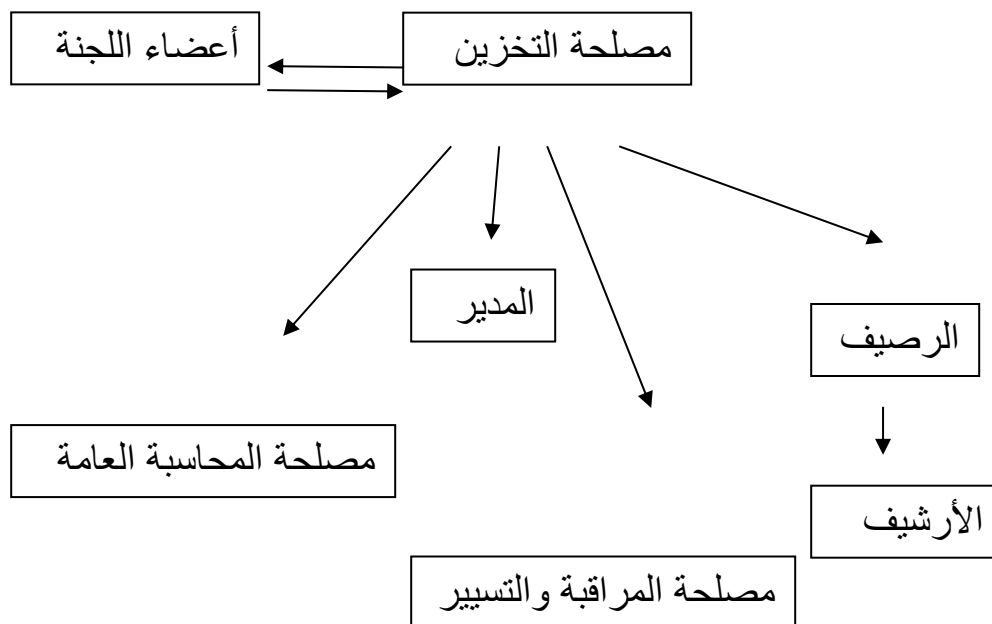 مصلحة التخزين
أعضاء اللجنة
المدير
الرصيف
مصلحة المحاسبة العامة
الأرشيف
مصلحة المراقبة والتسيير